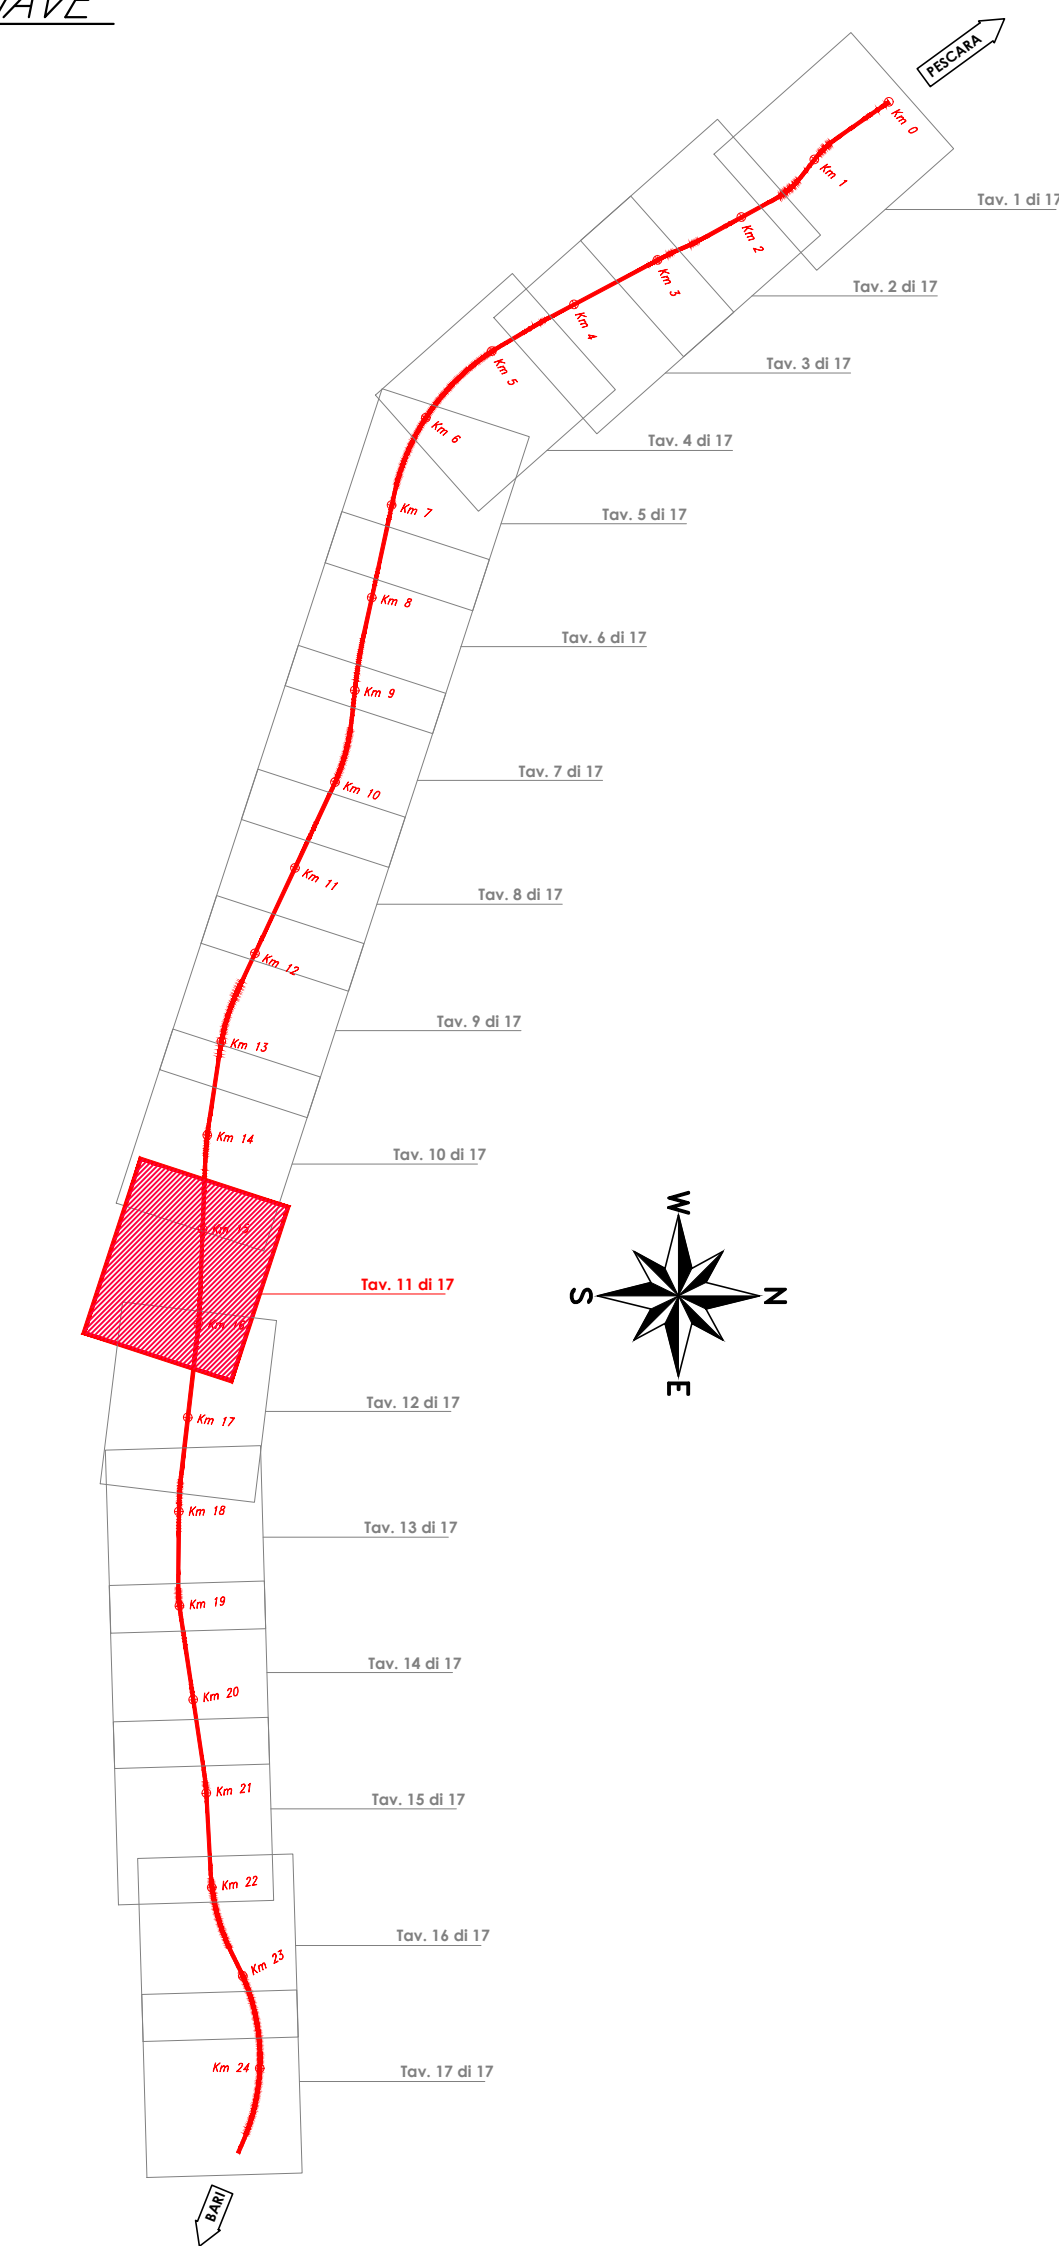 PESCARA
Km 0
Km 1
Tav. 1 di 17
Km 2
Tav. 2 di 17
Km 3
Km 4
Tav. 3 di 17
Km 5
Km 6
Tav. 4 di 17
Km 7
Tav. 5 di 17
Km 8
Tav. 6 di 17
Km 9
Tav. 7 di 17
Km 10
Km 11
Tav. 8 di 17
Km 12
Tav. 9 di 17
Km 13
Km 14
Tav. 10 di 17
Km 15
W
Tav. 11 di 17
S
N
Km 16
E
Tav. 12 di 17
Km 17
Km 18
Tav. 13 di 17
Km 19
Tav. 14 di 17
Km 20
Km 21
Tav. 15 di 17
Km 22
Tav. 16 di 17
Km 23
Km 24
Tav. 17 di 17
BARI